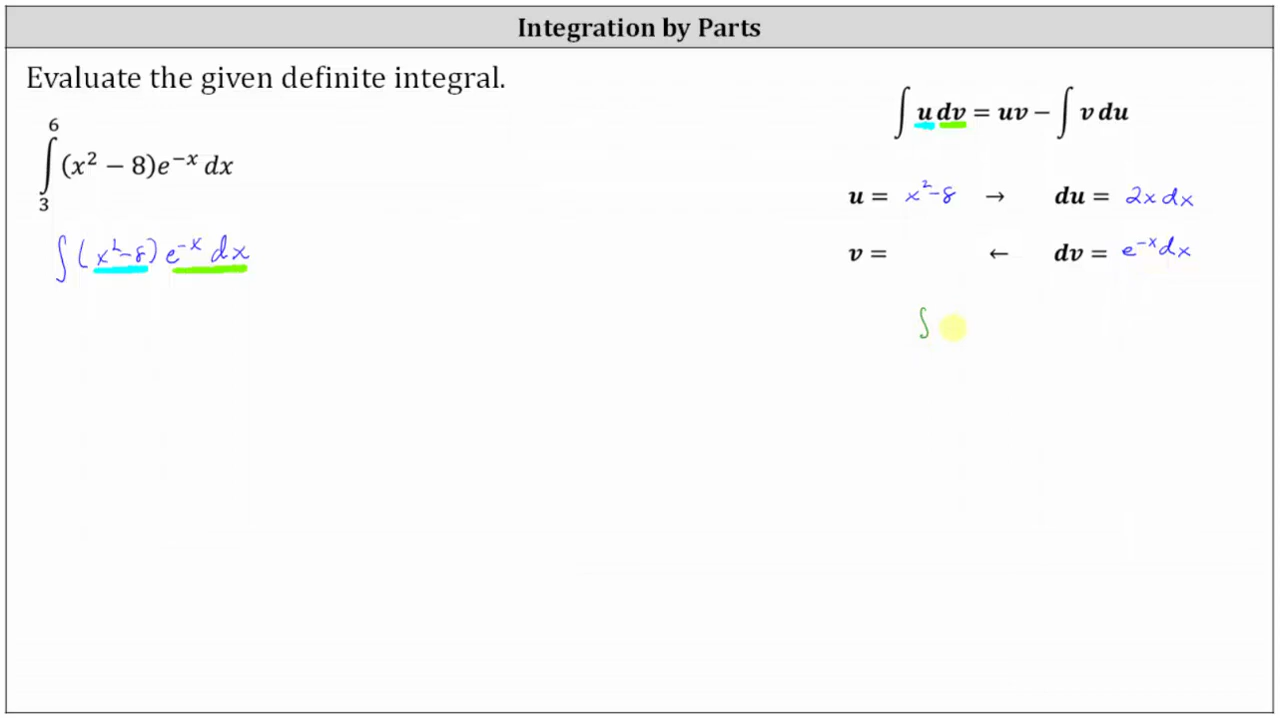 Integration by Parts
Evaluate the given definite integral.
∫₃⁶ (x² − 8)e⁻ˣ dx
∫ (x²−8) e⁻ˣ dx
∫ u dv = uv − ∫ v du
u = x²−8 → du = 2x dx
v = ← dv = e⁻ˣdx
∫